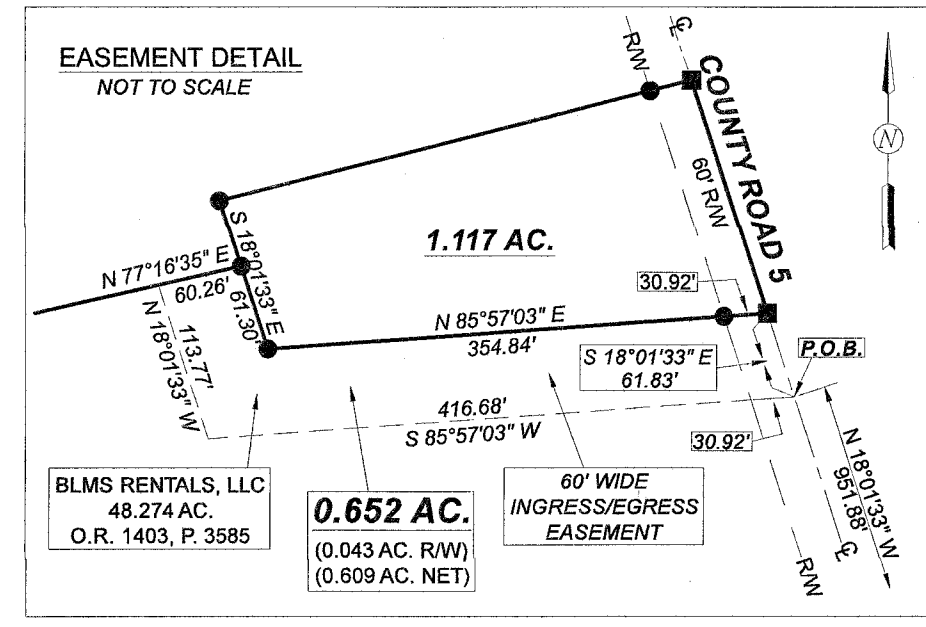 EASEMENT DETAIL
NOT TO SCALE
℄
R/W
COUNTY ROAD 5
60' R/W
N
1.117 AC.
S 18°01'33" E
61.30'
N 77°16'35" E
60.26'
113.77'
N 18°01'33" W
30.92'
N 85°57'03" E
354.84'
S 18°01'33" E
61.83'
P.O.B.
416.68'
S 85°57'03" W
30.92'
N 18°01'33" W
951.88'
BLMS RENTALS, LLC
48.274 AC.
O.R. 1403, P. 3585
0.652 AC.
(0.043 AC. R/W)
(0.609 AC. NET)
60' WIDE
INGRESS/EGRESS
EASEMENT
℄
R/W